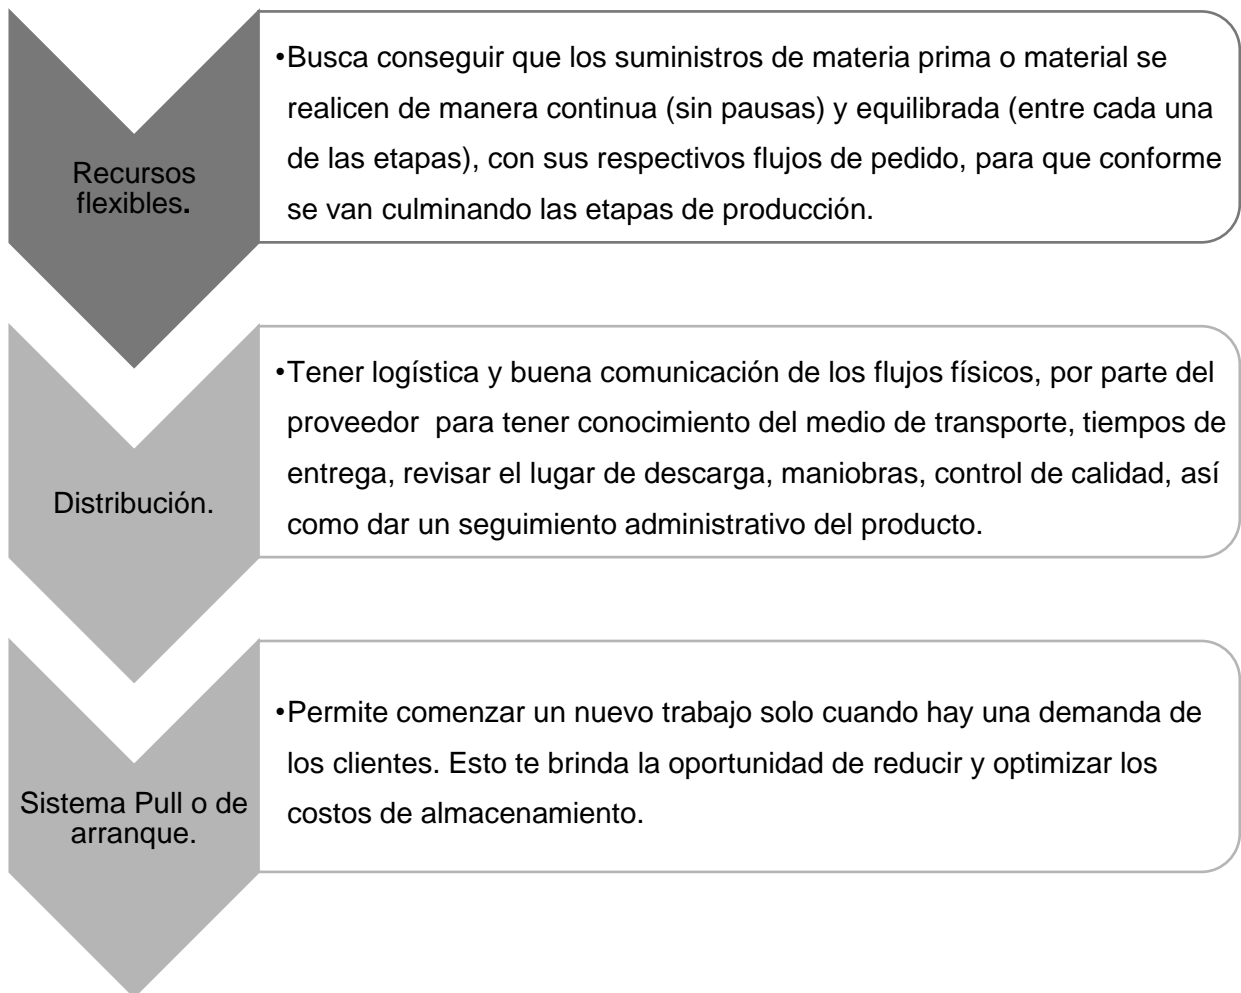 Recursos
flexibles.
•Busca conseguir que los suministros de materia prima o material se
realicen de manera continua (sin pausas) y equilibrada (entre cada una
de las etapas), con sus respectivos flujos de pedido, para que conforme
se van culminando las etapas de producción.
Distribución.
•Tener logística y buena comunicación de los flujos físicos, por parte del
proveedor  para tener conocimiento del medio de transporte, tiempos de
entrega, revisar el lugar de descarga, maniobras, control de calidad, así
como dar un seguimiento administrativo del producto.
Sistema Pull o de
arranque.
•Permite comenzar un nuevo trabajo solo cuando hay una demanda de
los clientes. Esto te brinda la oportunidad de reducir y optimizar los
costos de almacenamiento.